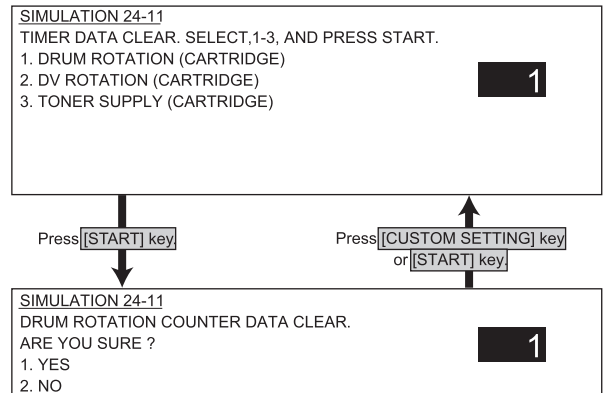 SIMULATION 24-11
TIMER DATA CLEAR. SELECT,1-3, AND PRESS START.
1. DRUM ROTATION (CARTRIDGE)
2. DV ROTATION (CARTRIDGE)
3. TONER SUPPLY (CARTRIDGE)
1
Press [START] key.
Press [CUSTOM SETTING] key
or [START] key.
SIMULATION 24-11
DRUM ROTATION COUNTER DATA CLEAR.
ARE YOU SURE ?
1. YES
2. NO
1